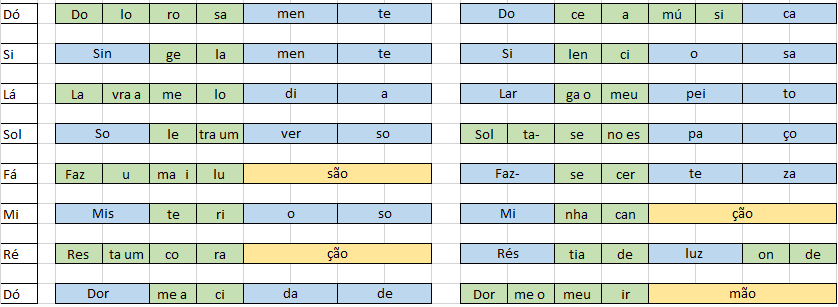 Dó Do lo ro sa men te Do ce a mú si ca
Si Sin ge la men te Si len ci o sa
Lá La vra a me lo di a Lar ga o meu pei to
Sol So le tra um ver so Sol ta- se no es pa ço
Fá Faz u ma i lu são Faz- se cer te za
Mi Mis te ri o so Mi nha can ção
Ré Res ta um co ra ção Rés tia de luz on de
Dó Dor me a ci da de Dor me o meu ir mão